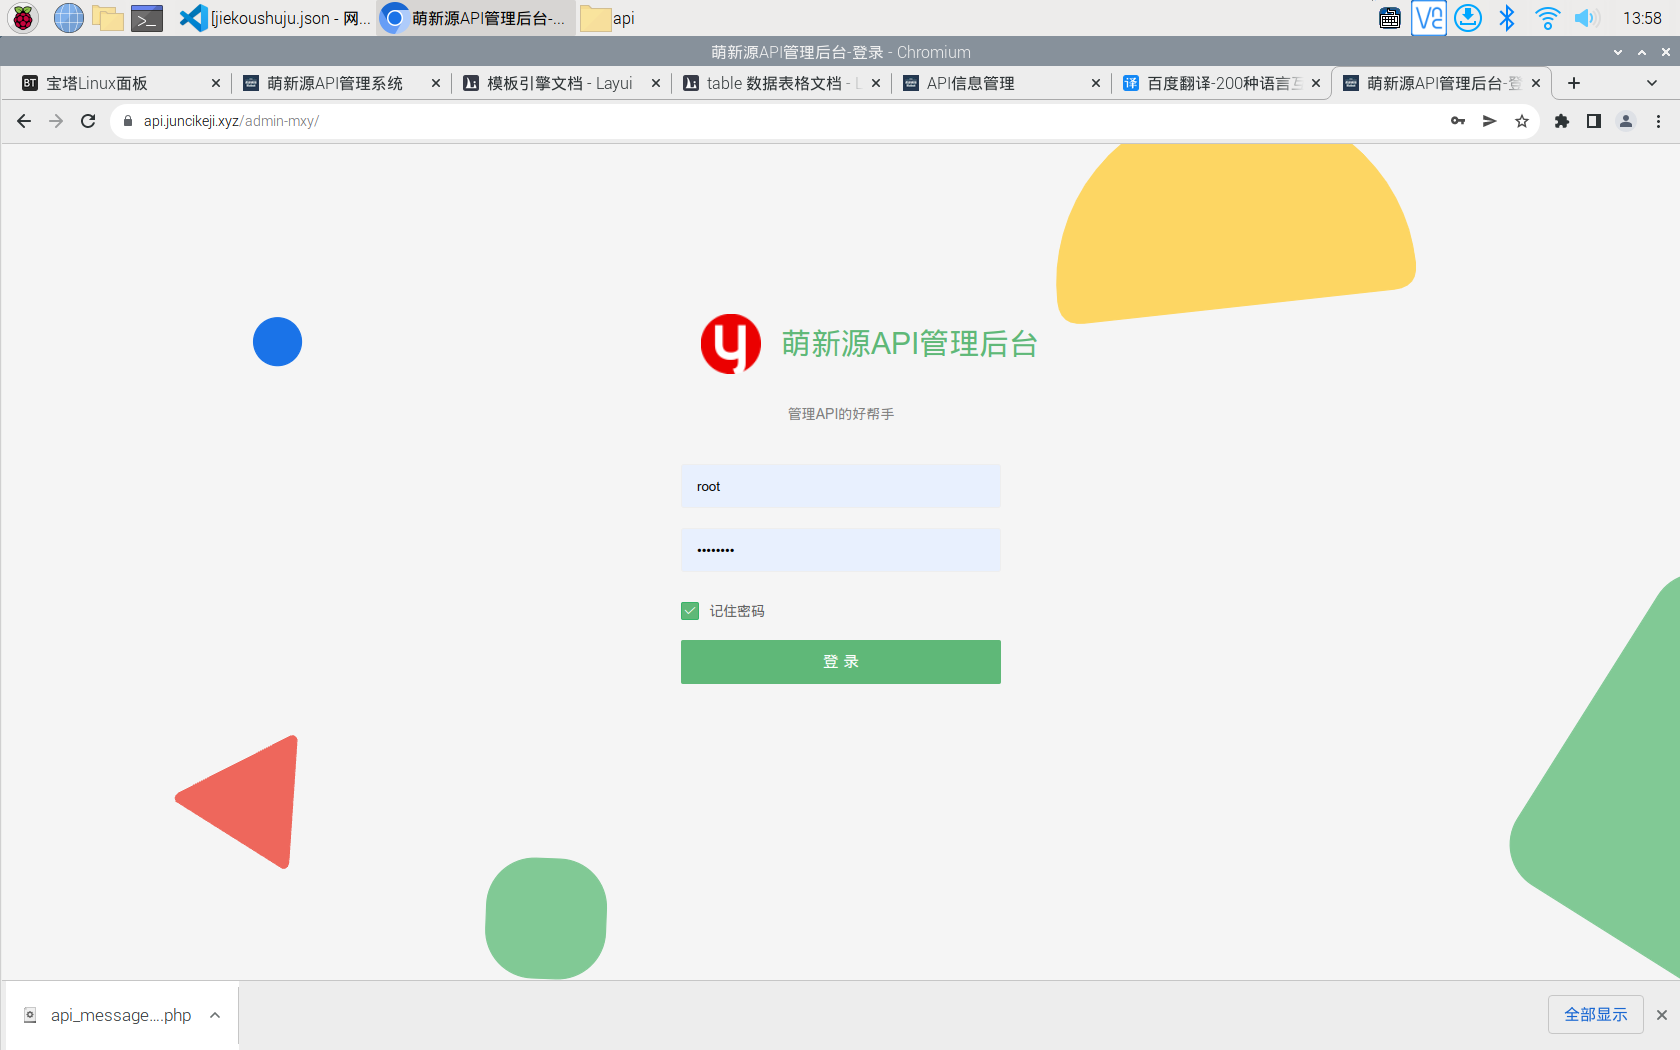 [jiekoushuju.json - 网...
萌新源API管理后台-...
api
13:58
萌新源API管理后台-登录 - Chromium
BT 宝塔Linux面板
萌新源API管理系统
模板引擎文档 - Layui
table 数据表格文档 - L
API信息管理
译 百度翻译-200种语言互
萌新源API管理后台-登
api.juncikeji.xyz/admin-mxy/
萌新源API管理后台
管理API的好帮手
root
••••••••
记住密码
登 录
api_message....php
全部显示